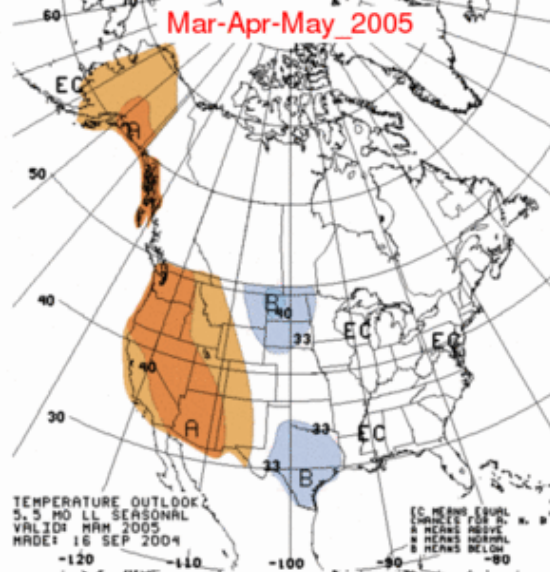 Mar-Apr-May_2005
60
70
EC
A
50
40
B
40
33
EC
EC
40
A
33
EC
30
33
B
TEMPERATURE OUTLOOK
5.5 MO LL SEASONAL
VALID: MAM 2005
MADE: 16 SEP 2004
EC MEANS EQUAL
CHANCES FOR A, N, B
A MEANS ABOVE
N MEANS NORMAL
B MEANS BELOW
-120
-110
-100
-90
-80